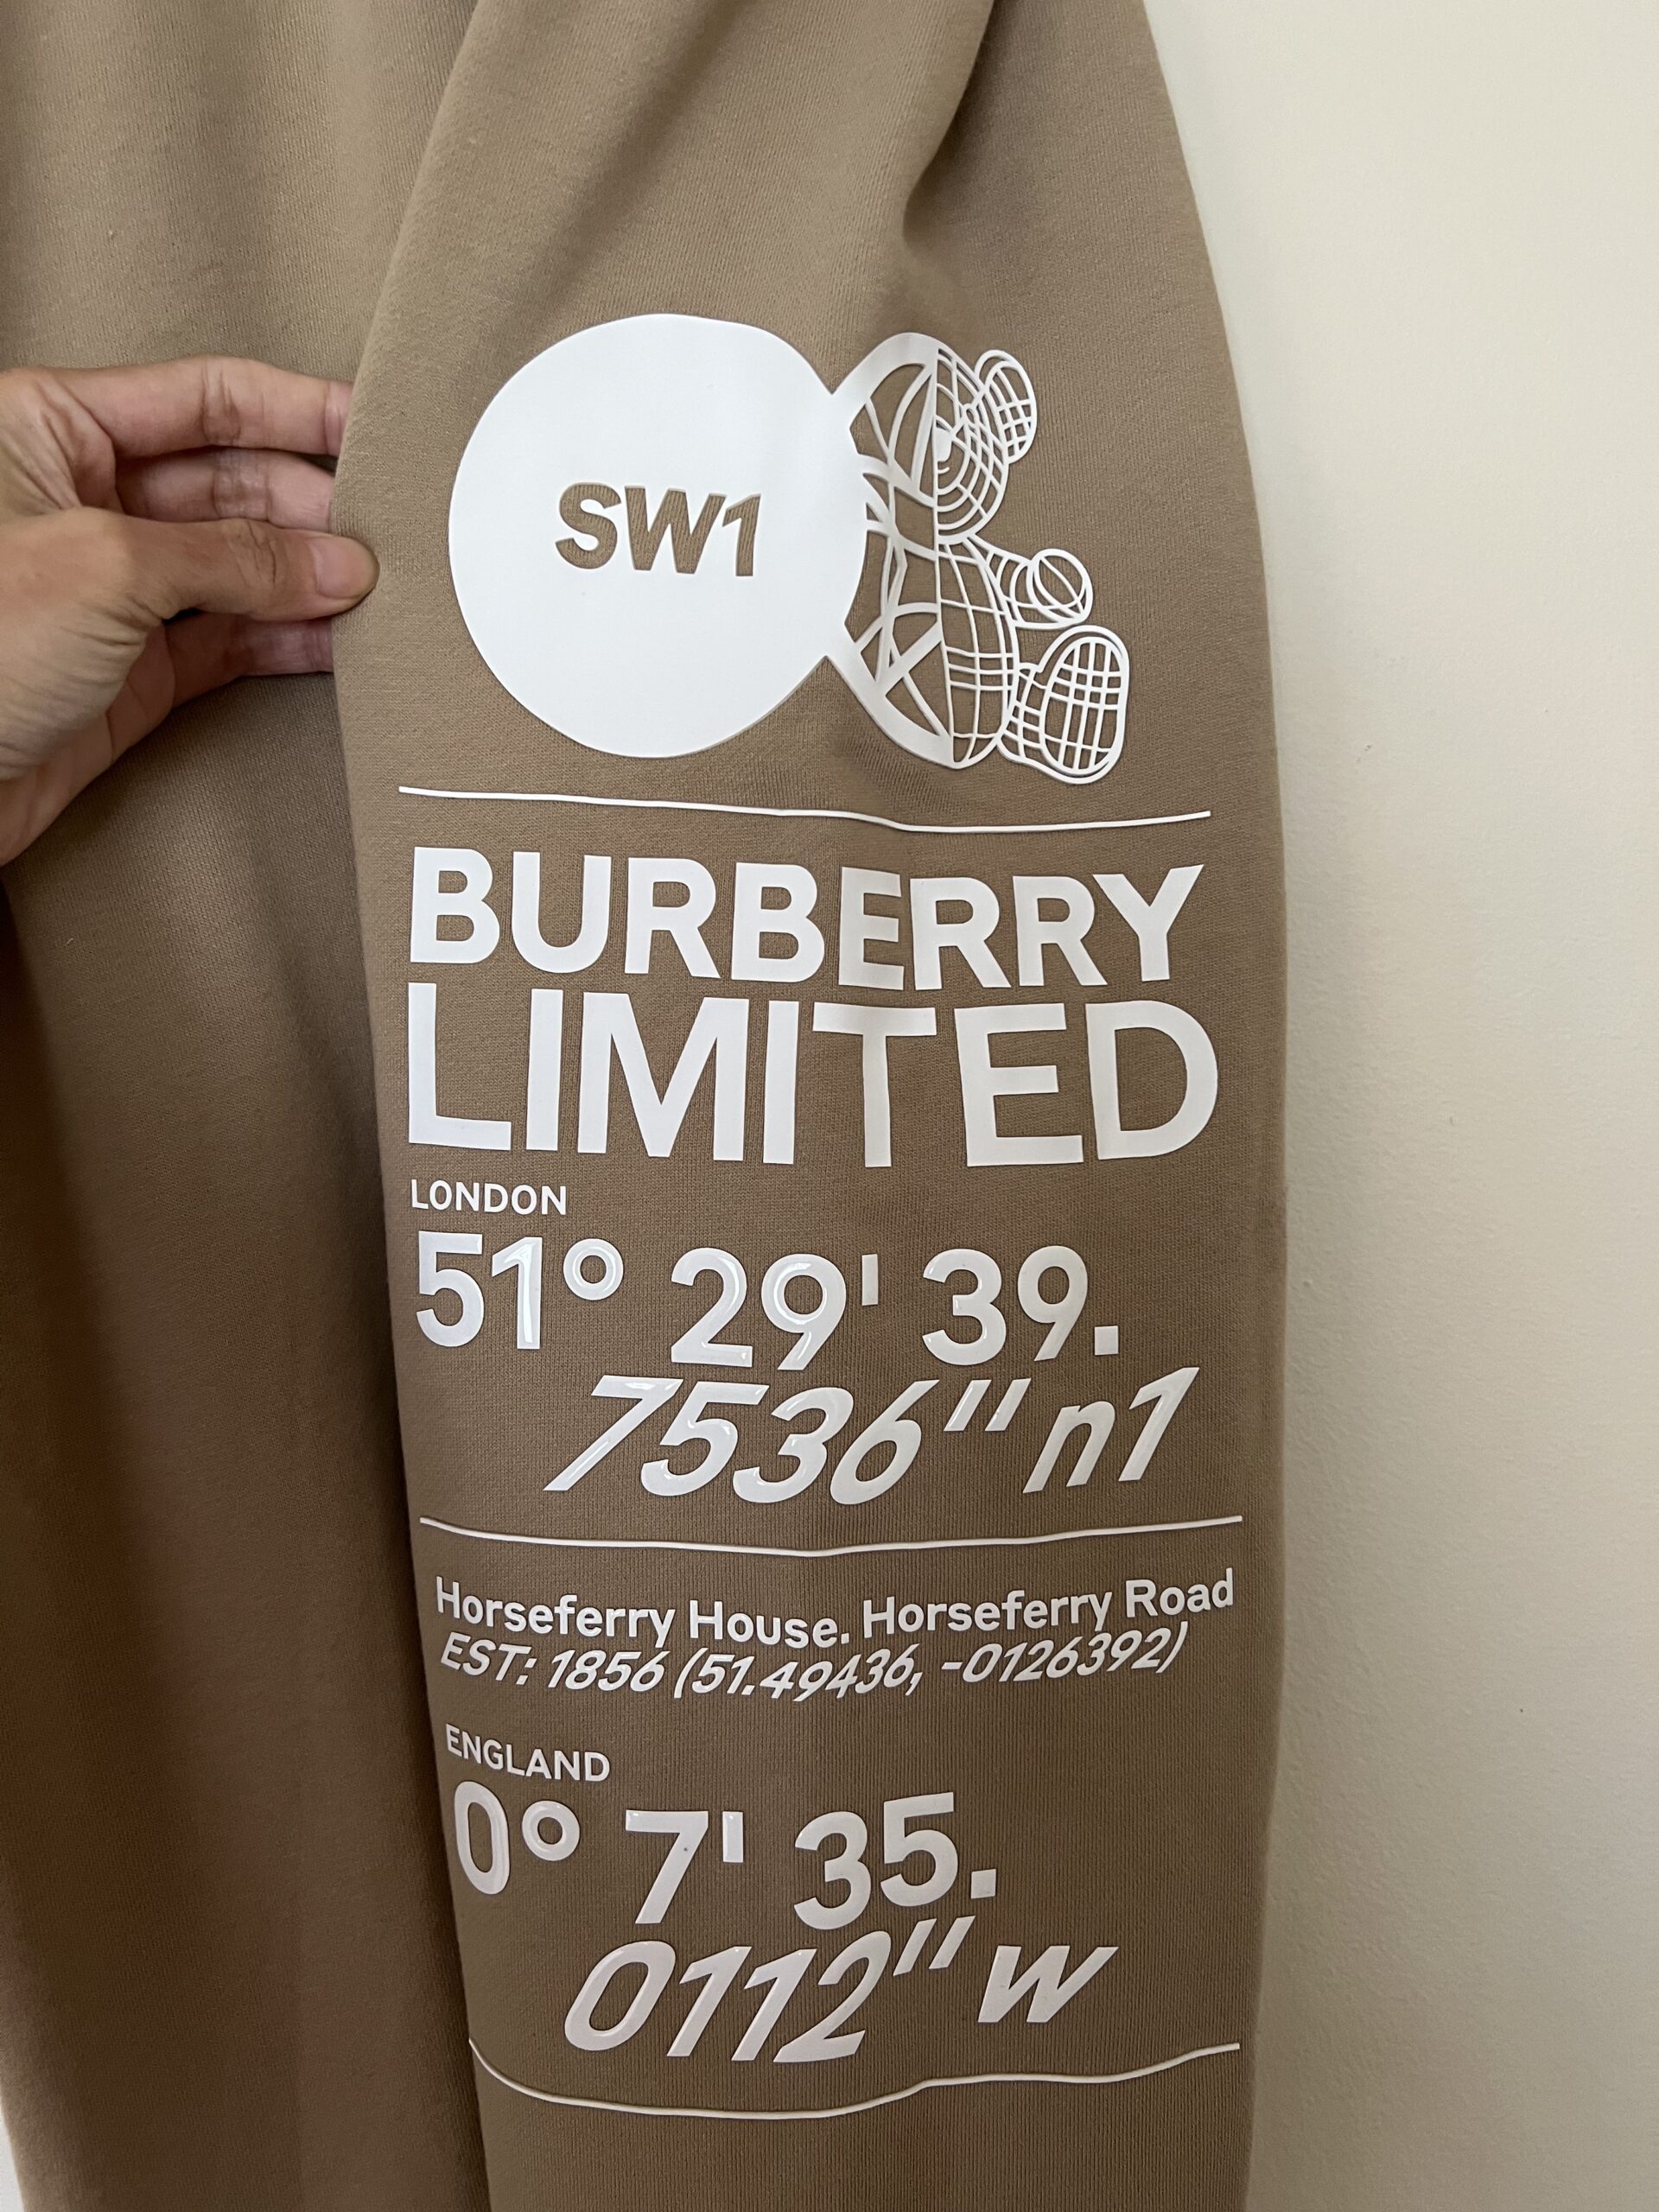 SW1
BURBERRY
LIMITED
LONDON
51° 29' 39.
7536" n1
Horseferry House. Horseferry Road
EST: 1856 (51.49436, -0126392)
ENGLAND
0° 7' 35.
0112" w